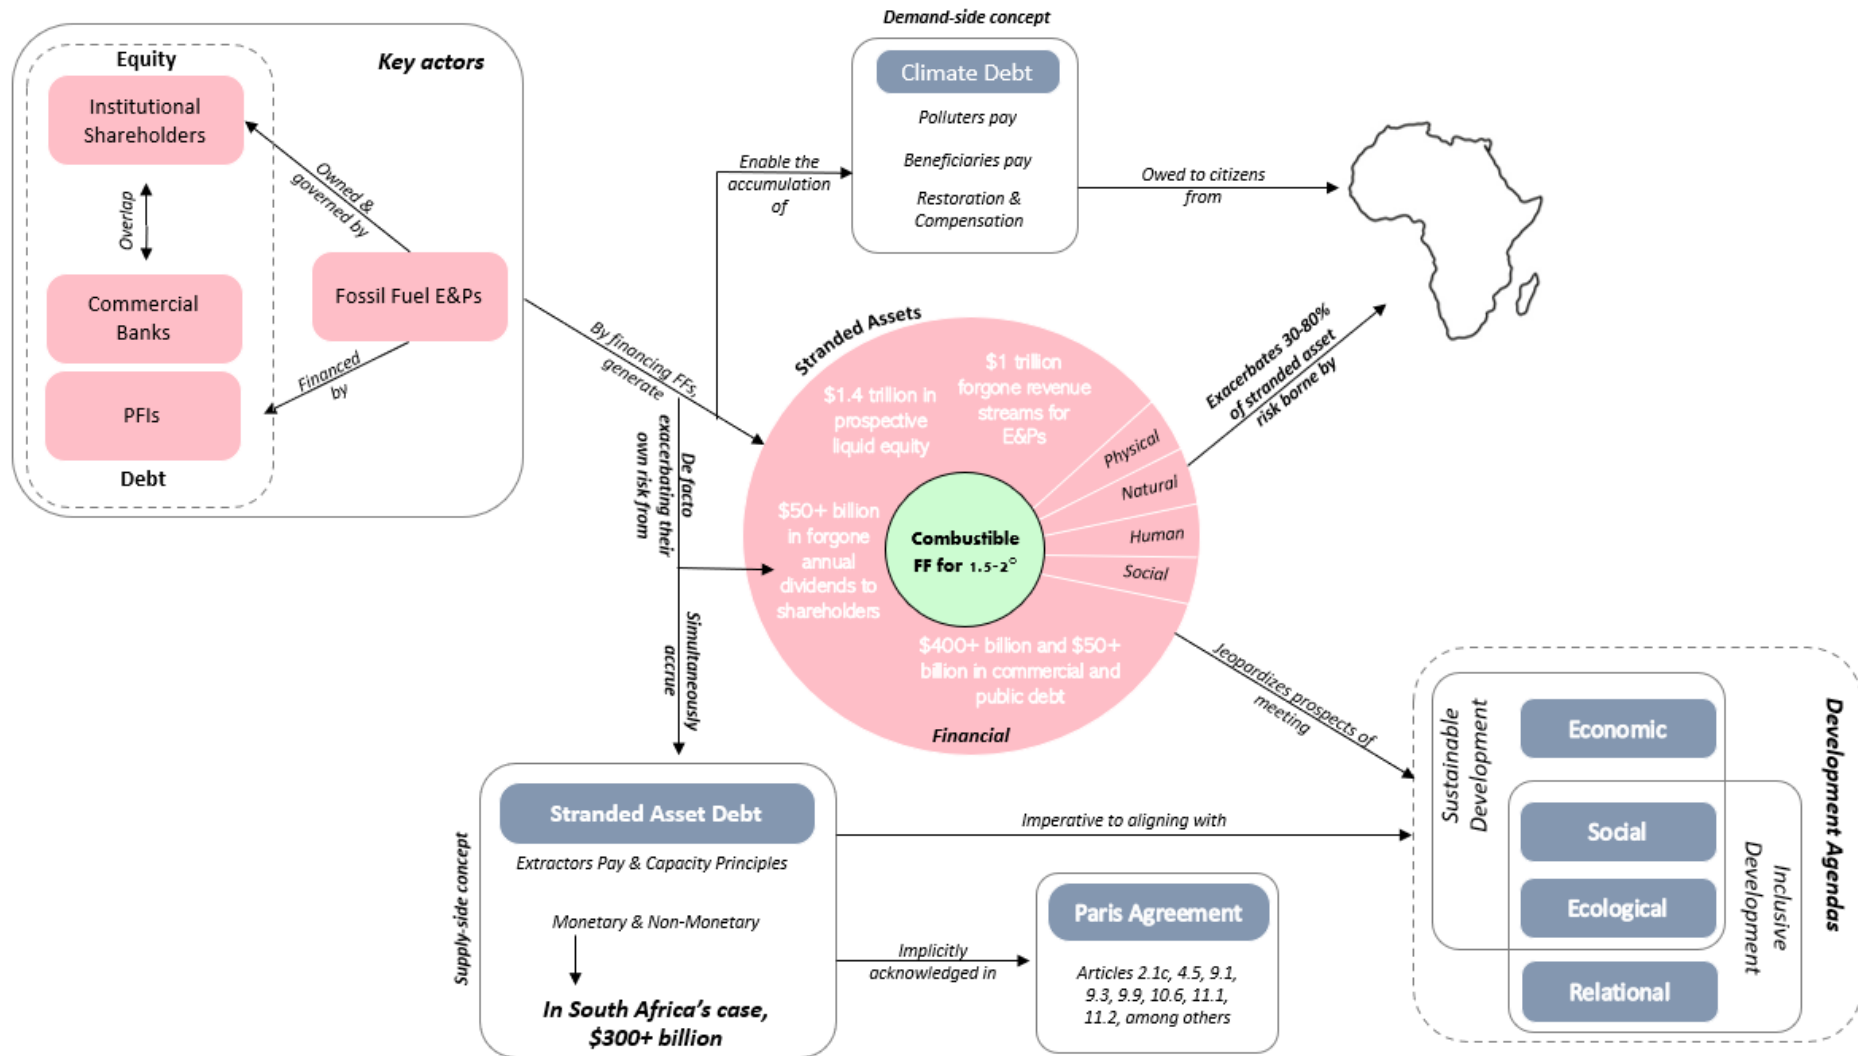 Key actors
Equity
Institutional
Shareholders
Overlap
Commercial
Banks
PFIs
Debt
Owned &
governed by
Fossil Fuel E&Ps
Financed
by
Demand-side concept
Climate Debt
Polluters pay
Beneficiaries pay
Restoration &
Compensation
Enable the
accumulation
of
Owed to citizens
from
By financing FFs,
generate
De facto
exacerbating their
own risk from
Simultaneously
accrue
Stranded Assets
$1.4 trillion in
prospective
liquid equity
$1 trillion
forgone revenue
streams for
E&Ps
Physical
Natural
Human
Social
$50+ billion
in forgone
annual
dividends to
shareholders
Combustible
FF for 1.5-2°
$400+ billion and $50+
billion in commercial and
public debt
Financial
Exacerbates 30-80%
of stranded asset
risk borne by
Jeopardizes prospects of
meeting
Supply-side concept
Stranded Asset Debt
Extractors Pay & Capacity Principles
Monetary & Non-Monetary
In South Africa's case,
$300+ billion
Imperative to aligning with
Implicitly
acknowledged in
Paris Agreement
Articles 2.1c, 4.5, 9.1,
9.3, 9.9, 10.6, 11.1,
11.2, among others
Sustainable
Development
Economic
Social
Ecological
Relational
Inclusive
Development
Development Agendas